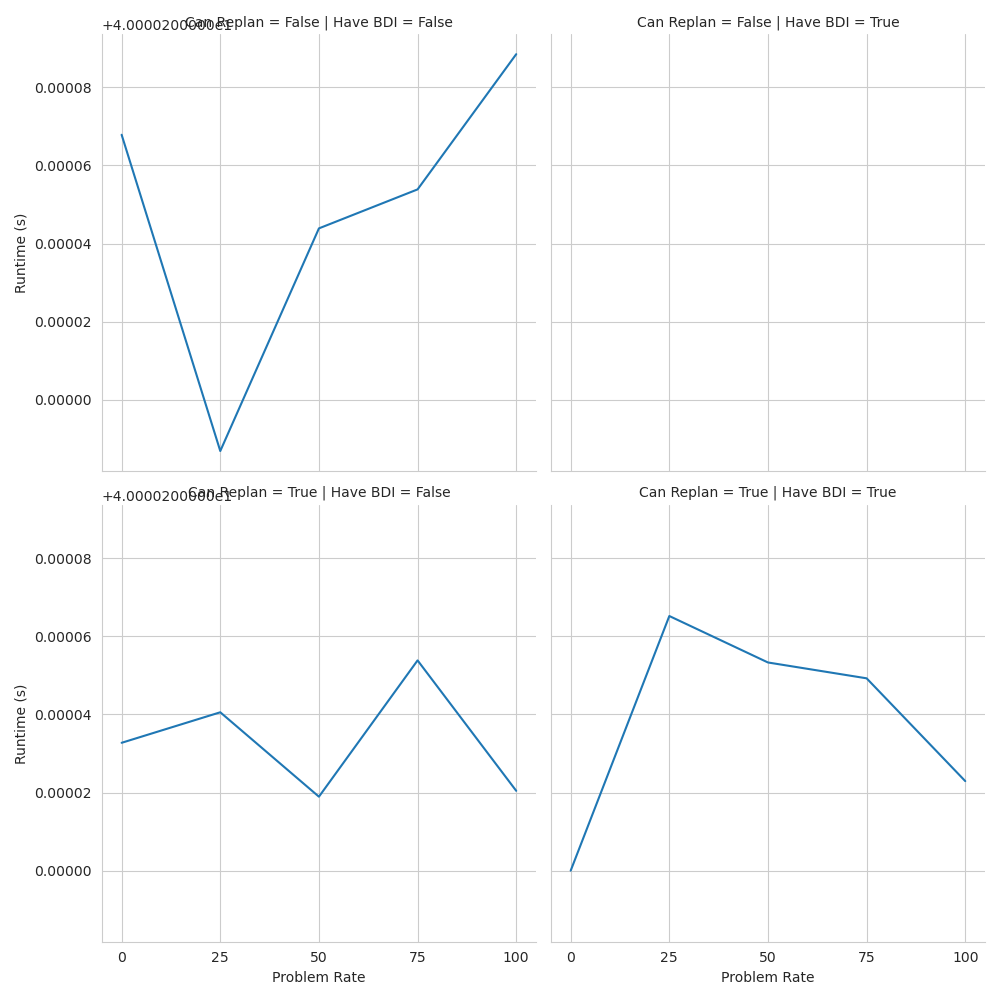 +4.0000200000e1
Can Replan = False | Have BDI = False
Can Replan = False | Have BDI = True
0.00008
0.00006
0.00004
0.00002
0.00000
Runtime (s)
+4.0000200000e1
Can Replan = True | Have BDI = False
Can Replan = True | Have BDI = True
0.00008
0.00006
0.00004
0.00002
0.00000
Runtime (s)
0 25 50 75 100
0 25 50 75 100
Problem Rate
Problem Rate